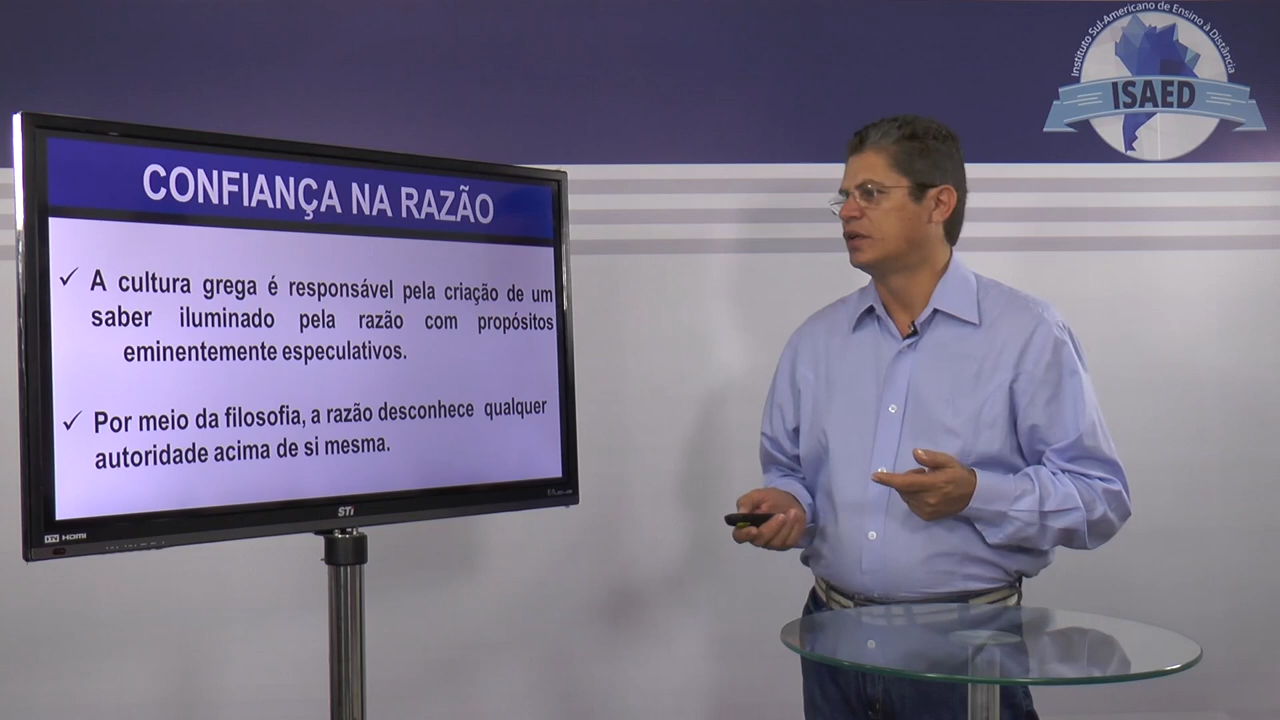 Instituto Sul-Americano de Ensino à Distância
ISAED
CONFIANÇA NA RAZÃO
✓ A cultura grega é responsável pela criação de um
saber iluminado pela razão com propósitos
eminentemente especulativos.
✓ Por meio da filosofia, a razão desconhece qualquer
autoridade acima de si mesma.
STi
HDMI